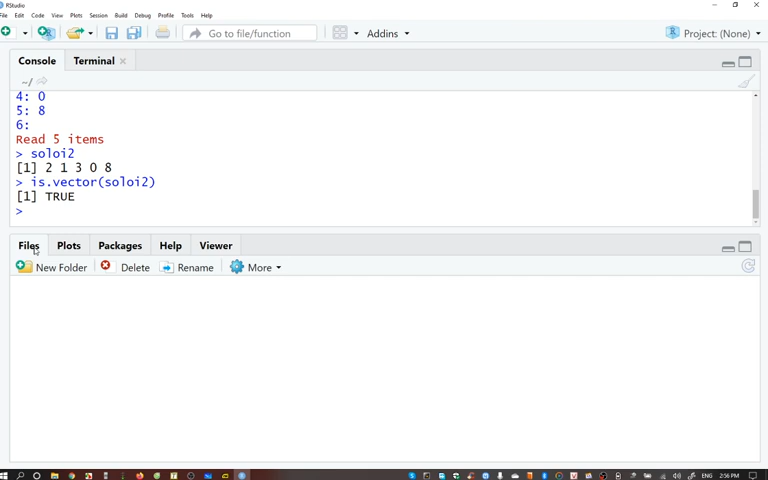 RStudio
File Edit Code View Plots Session Build Debug Profile Tools Help
Go to file/function Addins Project: (None)
Console Terminal
~/
4: 0
5: 8
6:
Read 5 items
> soloi2
[1] 2 1 3 0 8
> is.vector(soloi2)
[1] TRUE
>
Files Plots Packages Help Viewer
New Folder Delete Rename More
ENG 2:56 PM